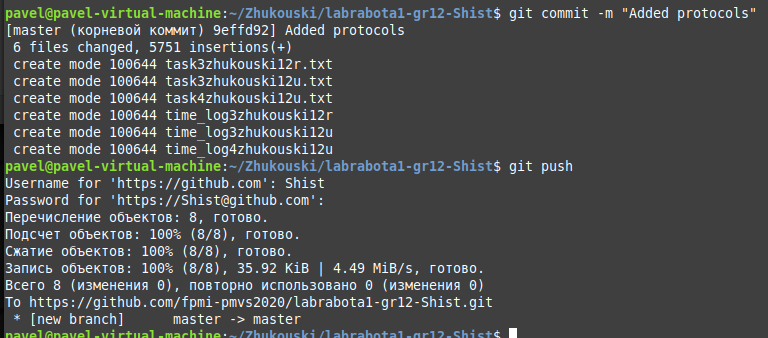 pavel@pavel-virtual-machine:~/Zhukouski/labrabota1-gr12-Shist$ git commit -m "Added protocols"
[master (корневой коммит) 9effd92] Added protocols
 6 files changed, 5751 insertions(+)
 create mode 100644 task3zhukouski12r.txt
 create mode 100644 task3zhukouski12u.txt
 create mode 100644 task4zhukouski12u.txt
 create mode 100644 time_log3zhukouski12r
 create mode 100644 time_log3zhukouski12u
 create mode 100644 time_log4zhukouski12u
pavel@pavel-virtual-machine:~/Zhukouski/labrabota1-gr12-Shist$ git push
Username for 'https://github.com': Shist
Password for 'https://Shist@github.com':
Перечисление объектов: 8, готово.
Подсчет объектов: 100% (8/8), готово.
Сжатие объектов: 100% (8/8), готово.
Запись объектов: 100% (8/8), 35.92 KiB | 4.49 MiB/s, готово.
Всего 8 (изменения 0), повторно использовано 0 (изменения 0)
To https://github.com/fpmi-pmvs2020/labrabota1-gr12-Shist.git
 * [new branch]      master -> master
pavel@pavel-virtual-machine:~/Zhukouski/labrabota1-gr12-Shist$